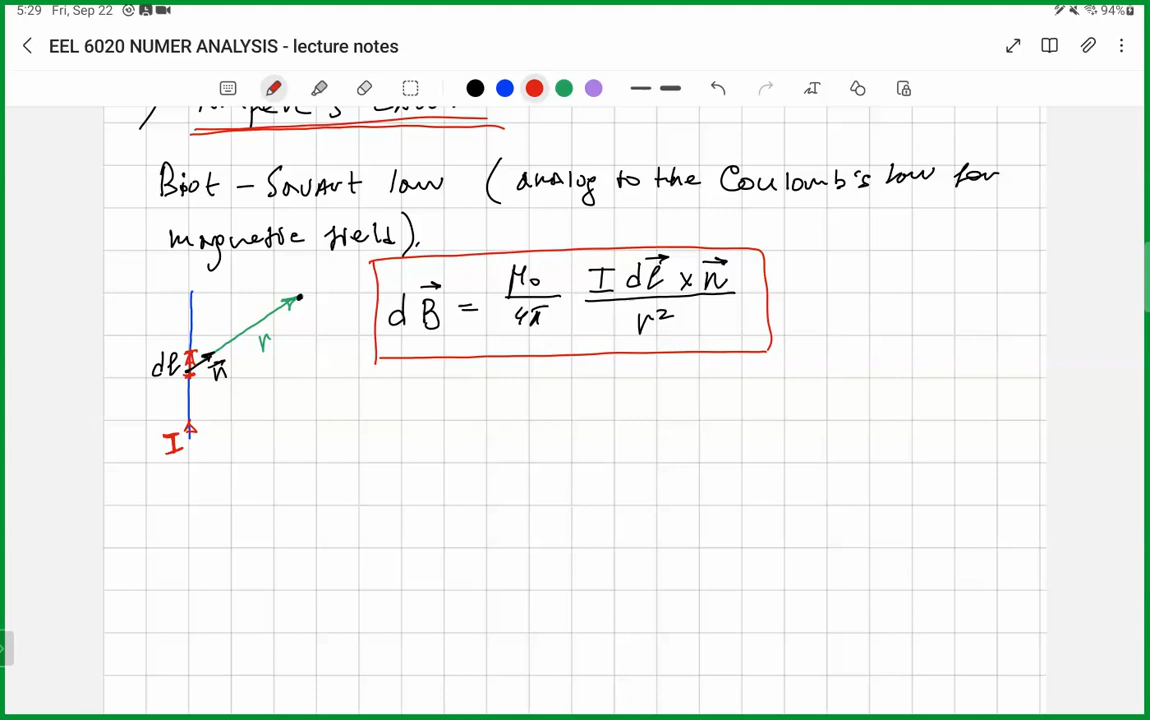 5:29 Fri, Sep 22
94%
EEL 6020 NUMER ANALYSIS - lecture notes
Biot - Savart law (analog to the Coulomb's law for
magnetic field).
d B⃗ = μ₀/4π I dℓ⃗ × n⃗ / r²
r
dℓ
n⃗
I